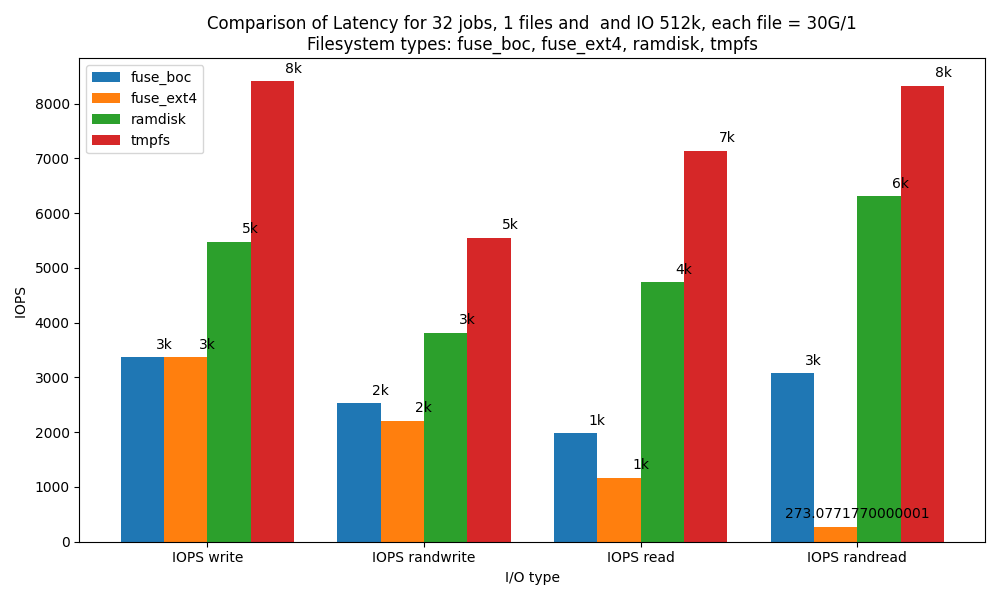 Comparison of Latency for 32 jobs, 1 files and  and IO 512k, each file = 30G/1
Filesystem types: fuse_boc, fuse_ext4, ramdisk, tmpfs
fuse_boc
fuse_ext4
ramdisk
tmpfs
IOPS
8000
7000
6000
5000
4000
3000
2000
1000
0
3k
3k
5k
8k
2k
2k
3k
5k
1k
1k
4k
7k
3k
273.0771770000001
6k
8k
IOPS write
IOPS randwrite
IOPS read
IOPS randread
I/O type